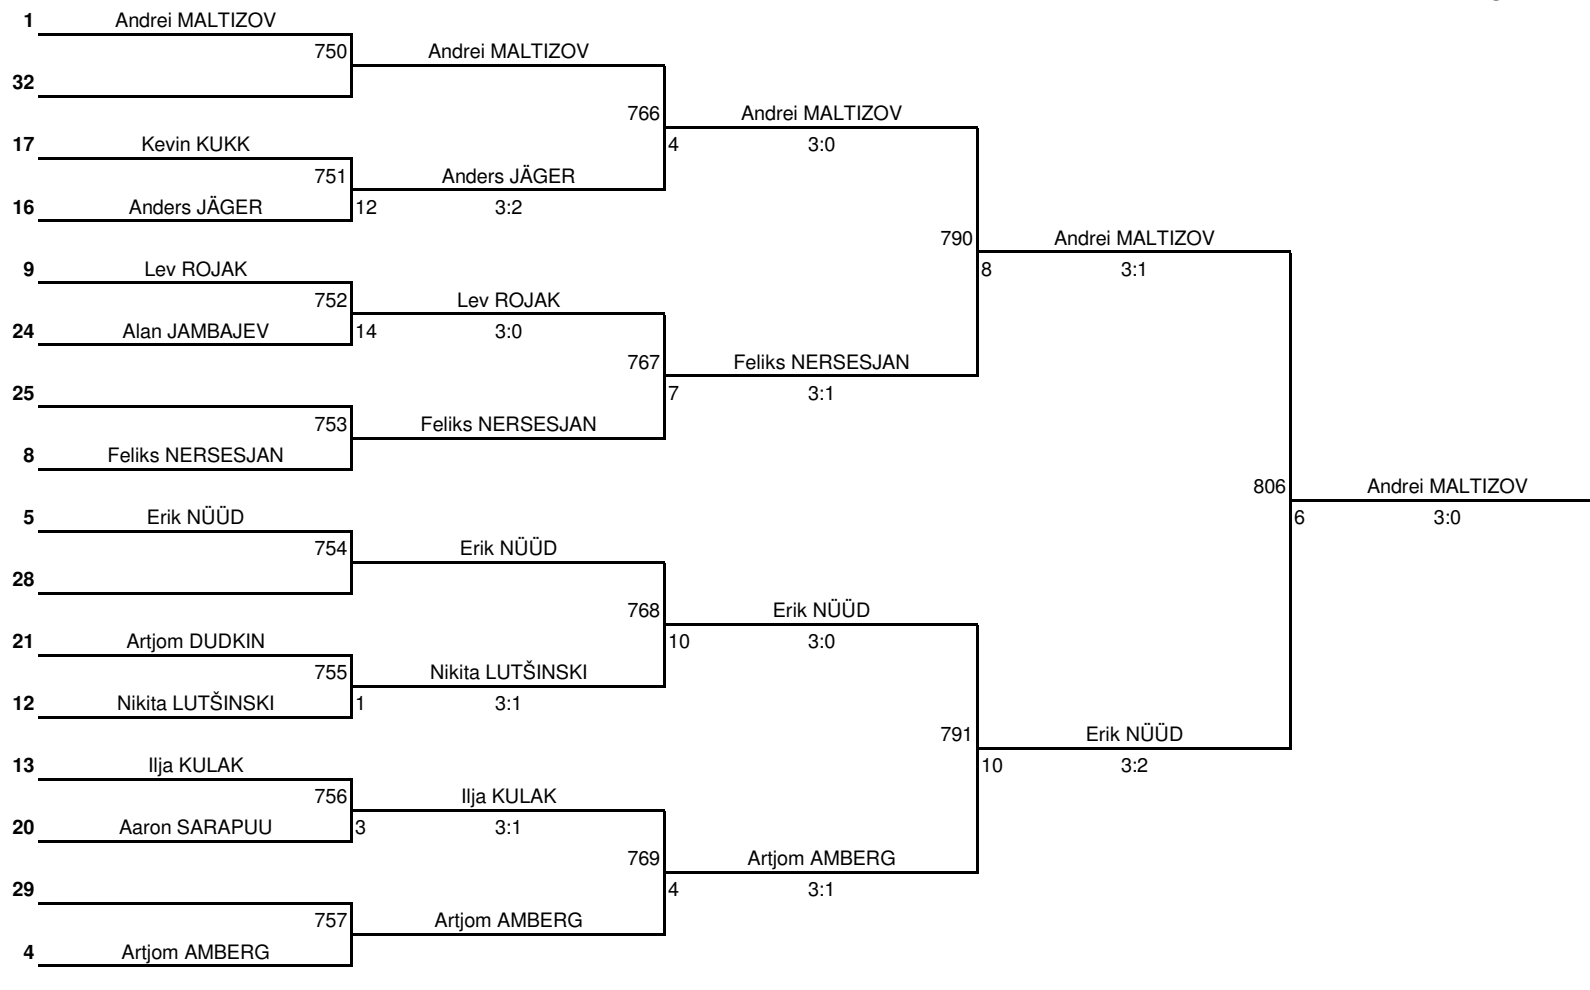 1 Andrei MALTIZOV
750 Andrei MALTIZOV
32
766 Andrei MALTIZOV
17 Kevin KUKK 4 3:0
751 Anders JÄGER
16 Anders JÄGER 12 3:2
790 Andrei MALTIZOV
9 Lev ROJAK 8 3:1
752 Lev ROJAK
24 Alan JAMBAJEV 14 3:0
767 Feliks NERSESJAN
25 7 3:1
753 Feliks NERSESJAN
8 Feliks NERSESJAN
806 Andrei MALTIZOV
5 Erik NÜÜD 6 3:0
754 Erik NÜÜD
28
768 Erik NÜÜD
21 Artjom DUDKIN 10 3:0
755 Nikita LUTŠINSKI
12 Nikita LUTŠINSKI 1 3:1
791 Erik NÜÜD
13 Ilja KULAK 10 3:2
756 Ilja KULAK
20 Aaron SARAPUU 3 3:1
769 Artjom AMBERG
29 4 3:1
757 Artjom AMBERG
4 Artjom AMBERG